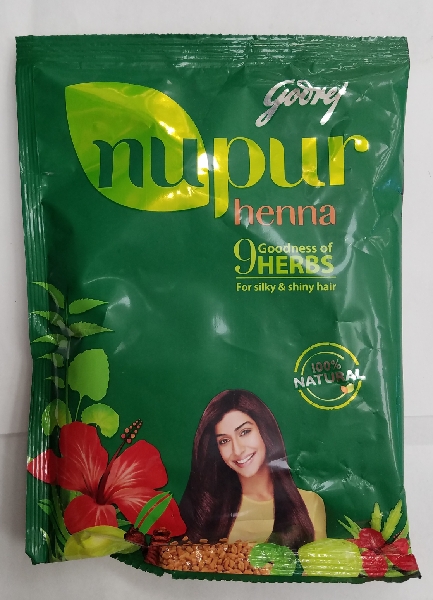 Godrej
nupur
henna
9 Goodness of
HERBS
For silky & shiny hair
100%
NATURAL